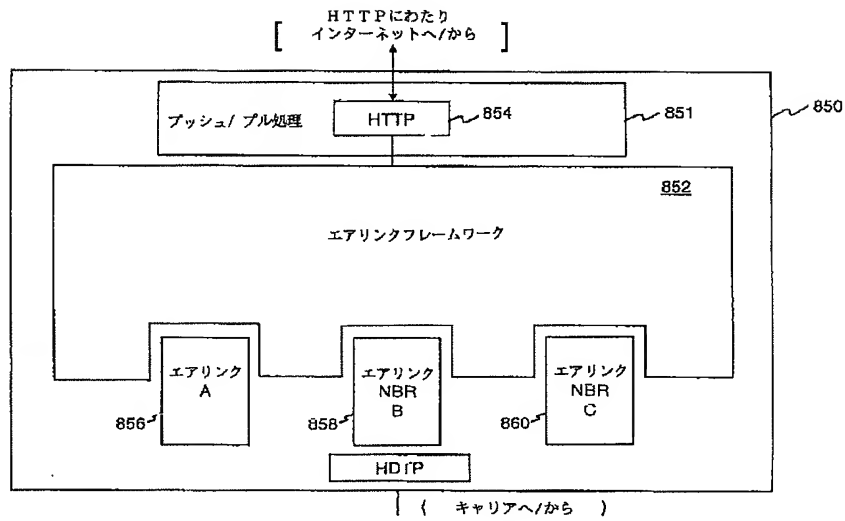 HTTPにわたり
[ インターネットへ/から ]
プッシュ/プル処理
HTTP
854
851
850
852
エアリンクフレームワーク
エアリンク
A
856
エアリンク
NBR
B
858
エアリンク
NBR
C
860
HDTP
( キャリアへ/から )